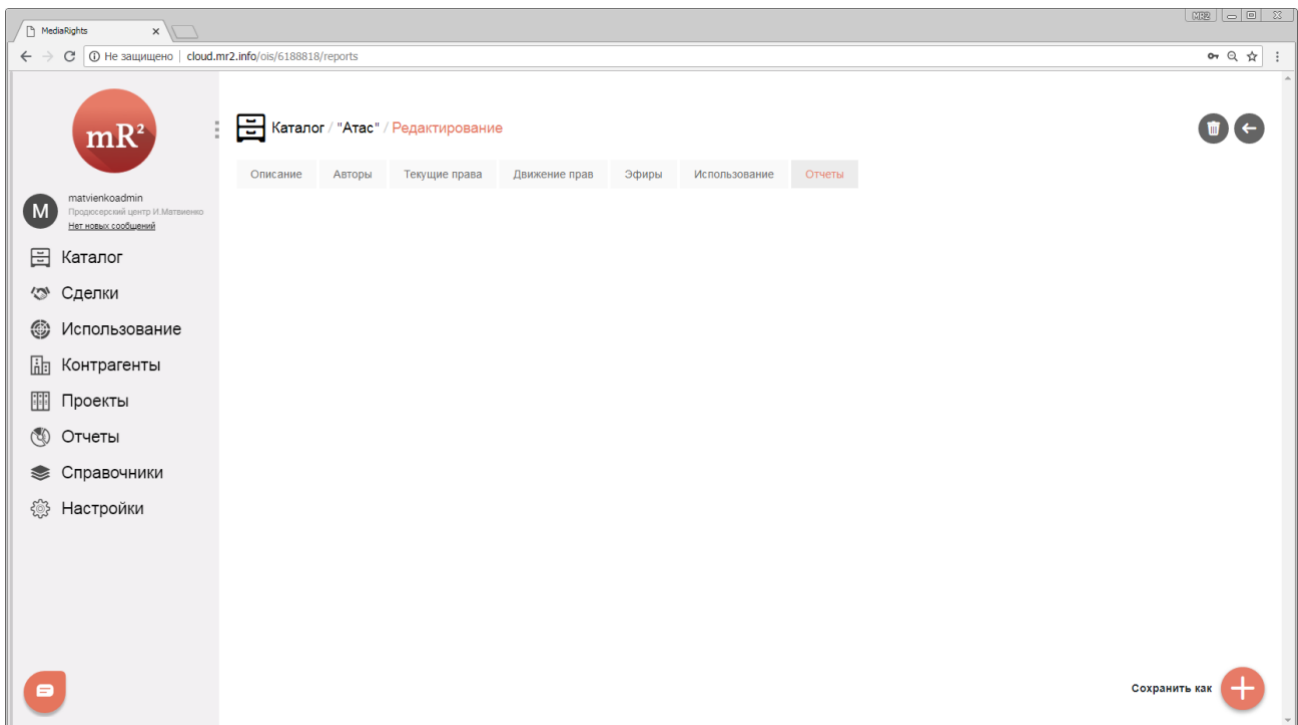 MR2
MediaRights
Не защищено | cloud.mr2.info/ois/6188818/reports
mR²
Каталог / "Атас" / Редактирование
Описание Авторы Текущие права Движение прав Эфиры Использование Отчеты
M
matvienkoadmin
Продюсерский центр И.Матвиенко
Нет новых сообщений
Каталог
Сделки
Использование
Контрагенты
Проекты
Отчеты
Справочники
Настройки
Сохранить как